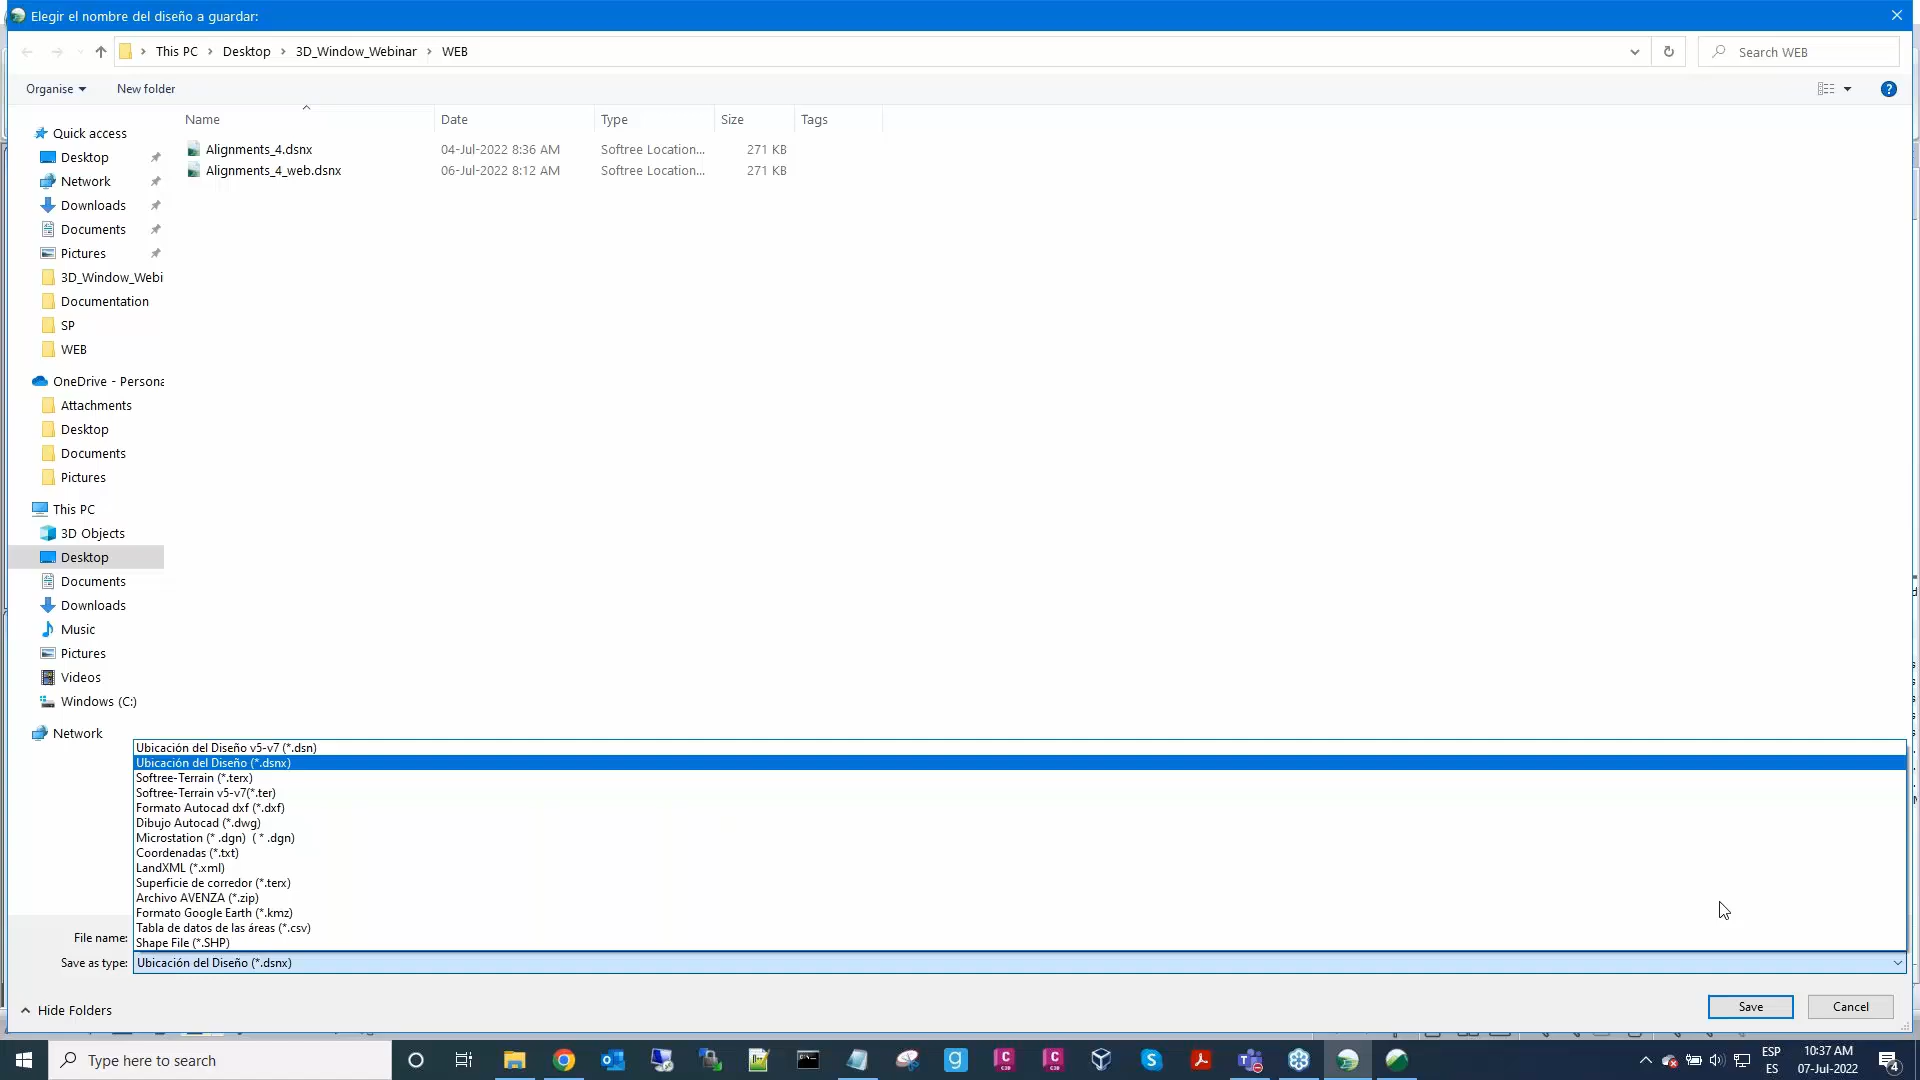 Elegir el nombre del diseño a guardar:
This PC > Desktop > 3D_Window_Webinar > WEB
Search WEB
Organise
New folder
Name Date Type Size Tags
Alignments_4.dsnx 04-Jul-2022 8:36 AM Softree Location... 271 KB
Alignments_4_web.dsnx 06-Jul-2022 8:12 AM Softree Location... 271 KB
Quick access
Desktop
Network
Downloads
Documents
Pictures
3D_Window_Webi
Documentation
SP
WEB
OneDrive - Persona
Attachments
Desktop
Documents
Pictures
This PC
3D Objects
Desktop
Documents
Downloads
Music
Pictures
Videos
Windows (C:)
Network
Ubicación del Diseño v5-v7 (*.dsn)
Ubicación del Diseño (*.dsnx)
Softree-Terrain (*.terx)
Softree-Terrain v5-v7(*.ter)
Formato Autocad dxf (*.dxf)
Dibujo Autocad (*.dwg)
Microstation (* .dgn) ( * .dgn)
Coordenadas (*.txt)
LandXML (*.xml)
Superficie de corredor (*.terx)
Archivo AVENZA (*.zip)
Formato Google Earth (*.kmz)
Tabla de datos de las áreas (*.csv)
Shape File (*.SHP)
File name:
Save as type: Ubicación del Diseño (*.dsnx)
Hide Folders
Save
Cancel
Type here to search
ESP
ES
10:37 AM
07-Jul-2022
4